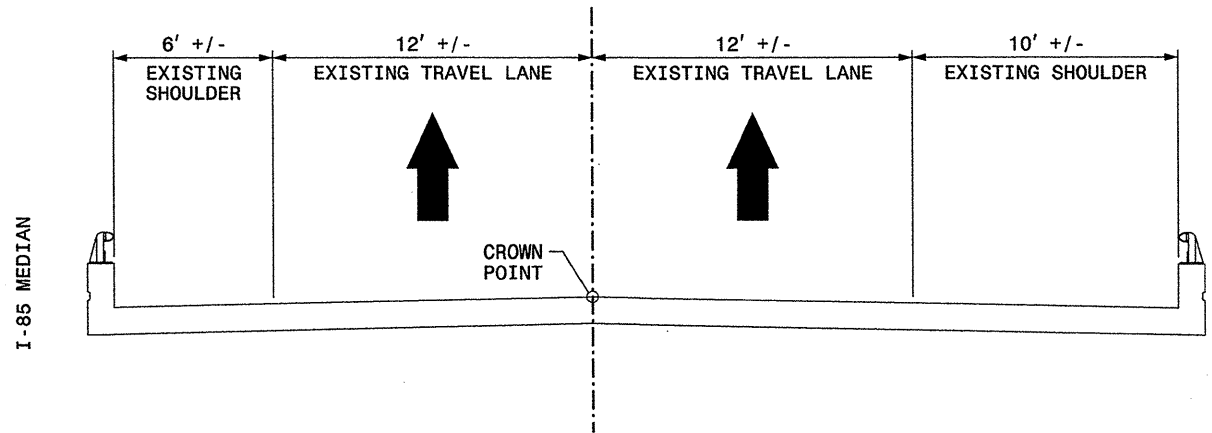 6' +/-
EXISTING
SHOULDER
12' +/-
EXISTING TRAVEL LANE
12' +/-
EXISTING TRAVEL LANE
10' +/-
EXISTING SHOULDER
CROWN
POINT
I-85 MEDIAN